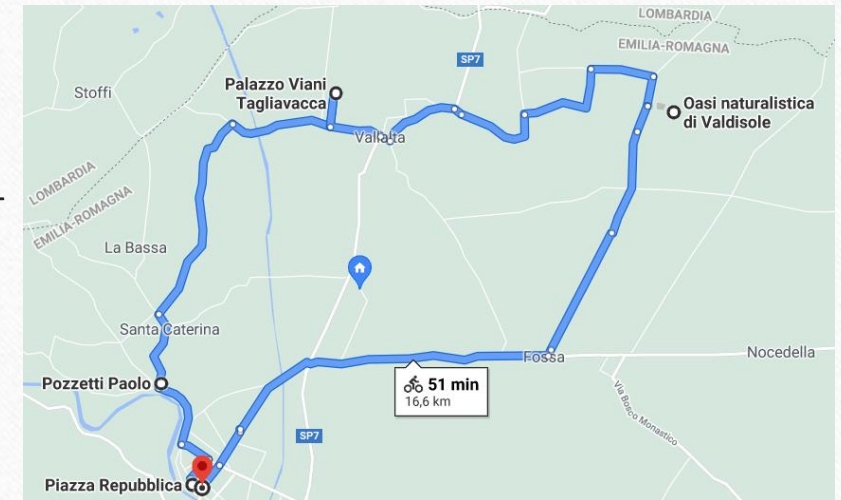 LOMBARDIA
EMILIA-ROMAGNA
SP7
Stoffi
Palazzo Viani
Tagliavacca
Oasi naturalistica
di Valdisole
Vallalta
LOMBARDIA
EMILIA-ROMAGNA
La Bassa
Santa Caterina
Fossa
Nocedella
Pozzetti Paolo
51 min
16,6 km
Via Bosco Monastico
SP7
Piazza Repubblica